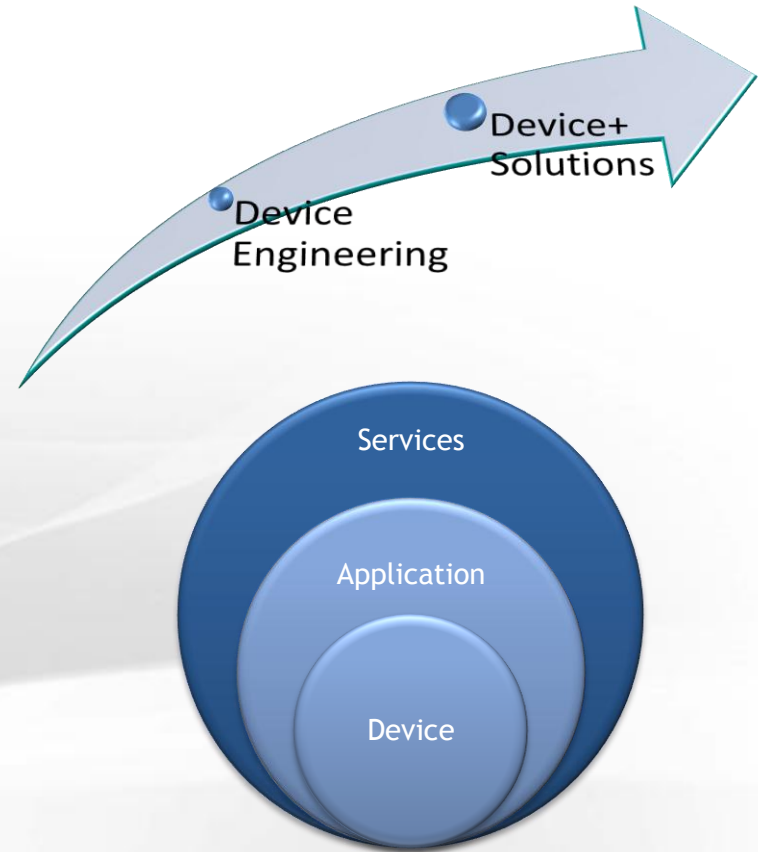 Device+
Solutions
Device
Engineering
Services
Application
Device